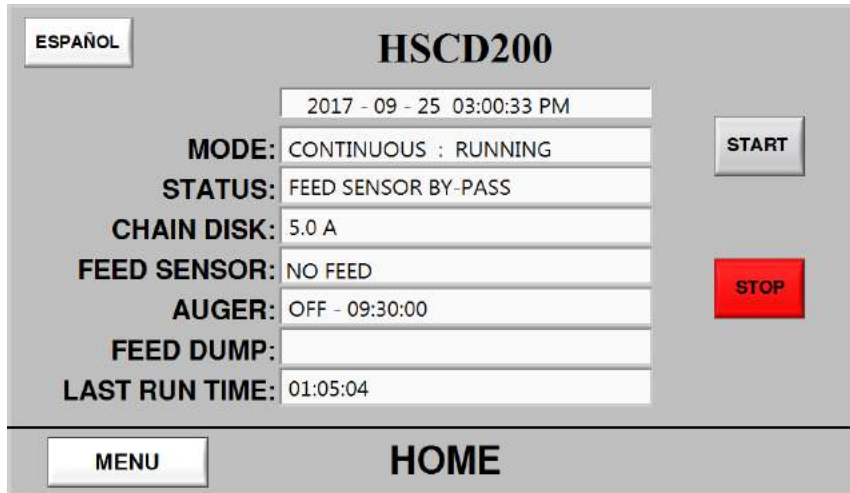 ESPAÑOL
HSCD200
2017 - 09 - 25 03:00:33 PM
MODE: CONTINUOUS : RUNNING
START
STATUS: FEED SENSOR BY-PASS
CHAIN DISK: 5.0 A
FEED SENSOR: NO FEED
STOP
AUGER: OFF - 09:30:00
FEED DUMP:
LAST RUN TIME: 01:05:04
MENU
HOME